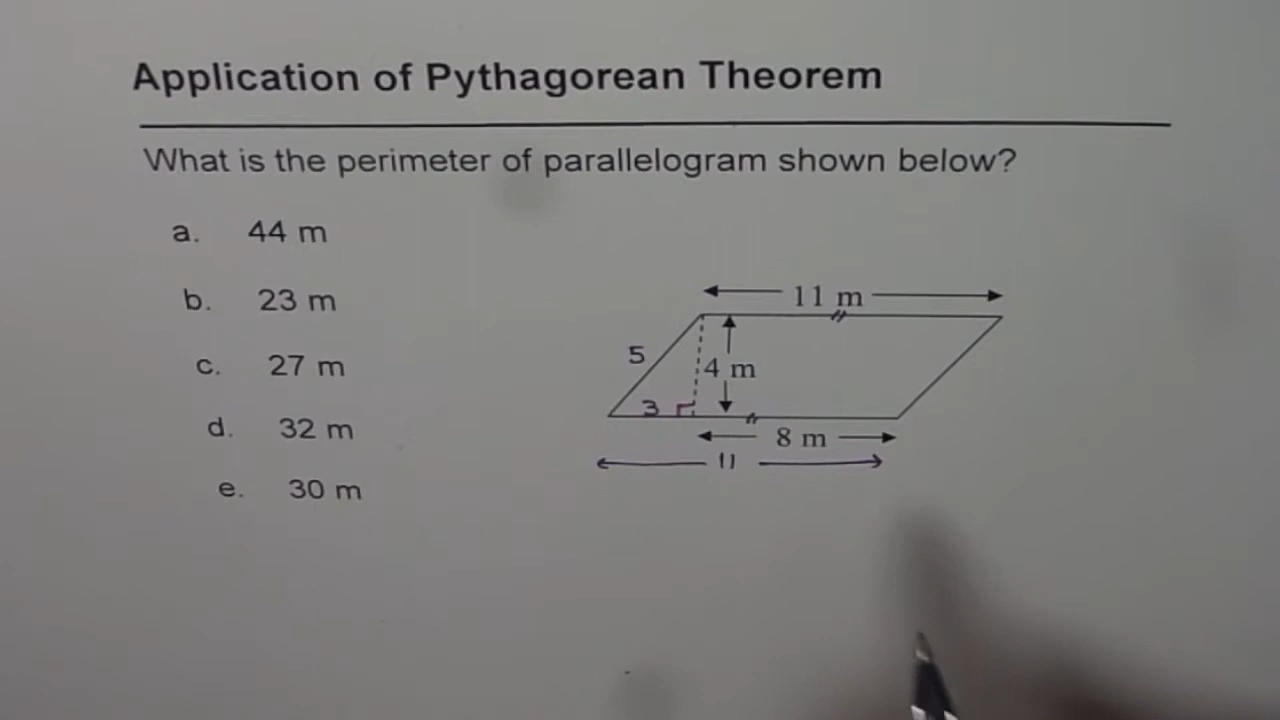 Application of Pythagorean Theorem
What is the perimeter of parallelogram shown below?
a. 44 m
b. 23 m
c. 27 m
d. 32 m
e. 30 m
11 m
5
4 m
3
8 m
11